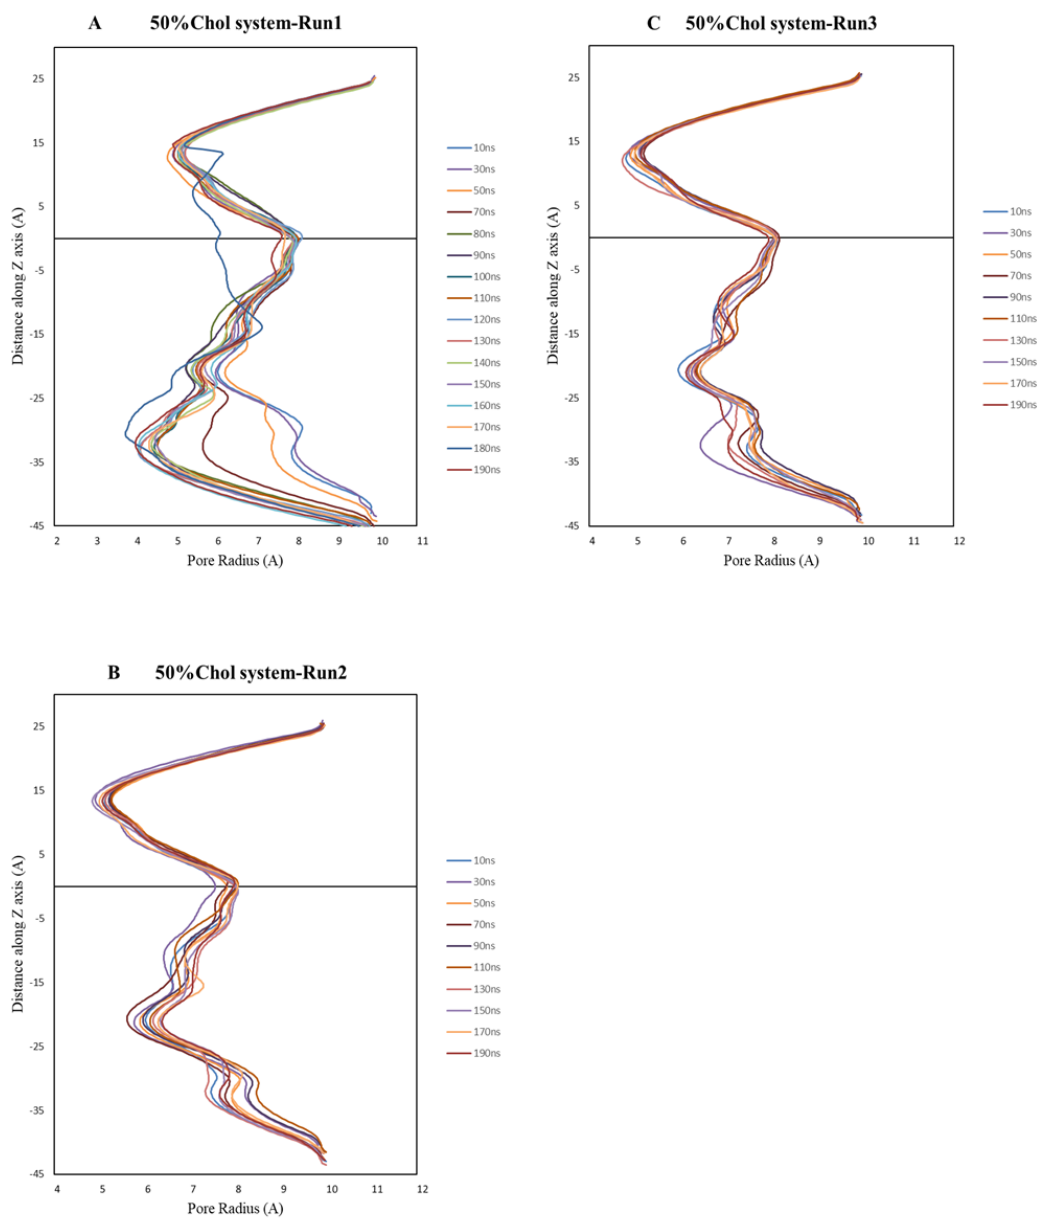 A 50%Chol system-Run1
25
15
5
-5
-15
-25
-35
-45
Distance along Z axis (A)
2 3 4 5 6 7 8 9 10 11
Pore Radius (A)
10ns
30ns
50ns
70ns
80ns
90ns
100ns
110ns
120ns
130ns
140ns
150ns
160ns
170ns
180ns
190ns
C 50%Chol system-Run3
25
15
5
-5
-15
-25
-35
-45
Distance along Z axis (A)
4 5 6 7 8 9 10 11 12
Pore Radius (A)
10ns
30ns
50ns
70ns
90ns
110ns
130ns
150ns
170ns
190ns
B 50%Chol system-Run2
25
15
5
-5
-15
-25
-35
-45
Distance along Z axis (A)
4 5 6 7 8 9 10 11 12
Pore Radius (A)
10ns
30ns
50ns
70ns
90ns
110ns
130ns
150ns
170ns
190ns